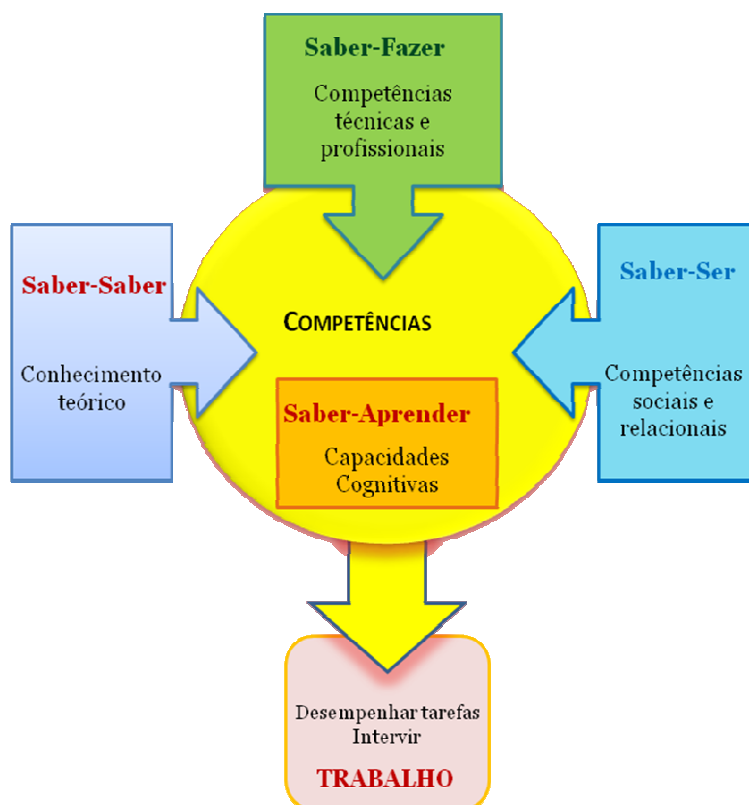 Saber-Fazer
Competências
técnicas e
profissionais
Saber-Saber
Conhecimento
teórico
COMPETÊNCIAS
Saber-Aprender
Capacidades
Cognitivas
Saber-Ser
Competências
sociais e
relacionais
Desempenhar tarefas
Intervir
TRABALHO